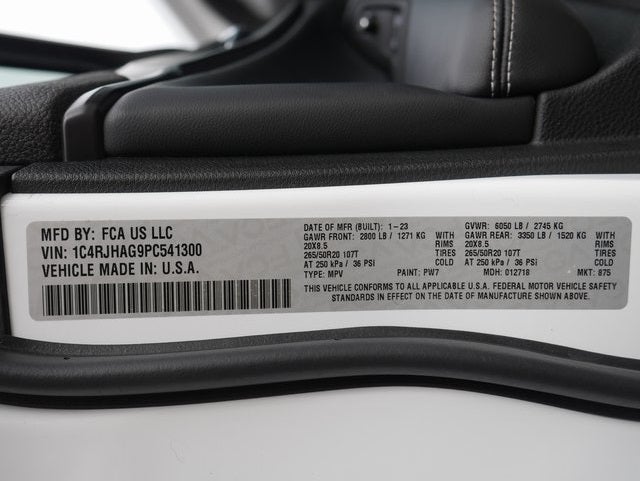 MFD BY: FCA US LLC
VIN: 1C4RJHAG9PC541300
VEHICLE MADE IN: U.S.A.
DATE OF MFR (BUILT): 1-23 GVWR: 6050 LB / 2745 KG
GAWR FRONT: 2800 LB / 1271 KG WITH GAWR REAR: 3350 LB / 1520 KG WITH
20X8.5 RIMS 20X8.5 RIMS
265/50R20 107T TIRES 265/50R20 107T TIRES
AT 250 kPa / 36 PSI COLD AT 250 kPa / 36 PSI COLD
TYPE: MPV PAINT: PW7 MDH: 012718 MKT: 875
THIS VEHICLE CONFORMS TO ALL APPLICABLE U.S.A. FEDERAL MOTOR VEHICLE SAFETY
STANDARDS IN EFFECT ON THE DATE OF MANUFACTURE SHOWN ABOVE.